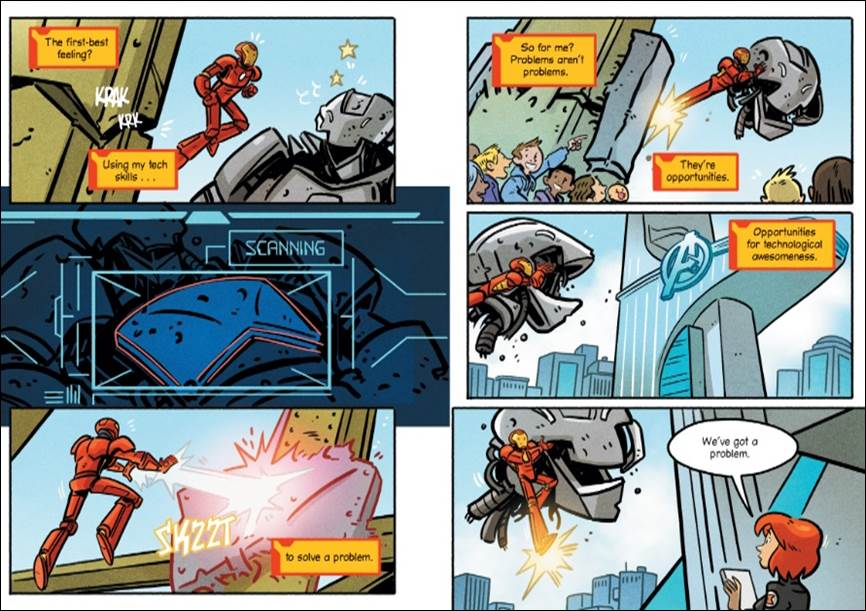 The first-best
feeling?
KRAK
KRK
Using my tech
skills . . .
SCANNING
SKZZT
to solve a problem.
So for me?
Problems aren't
problems.
They're
opportunities.
Opportunities
for technological
awesomeness.
We've got a
problem.